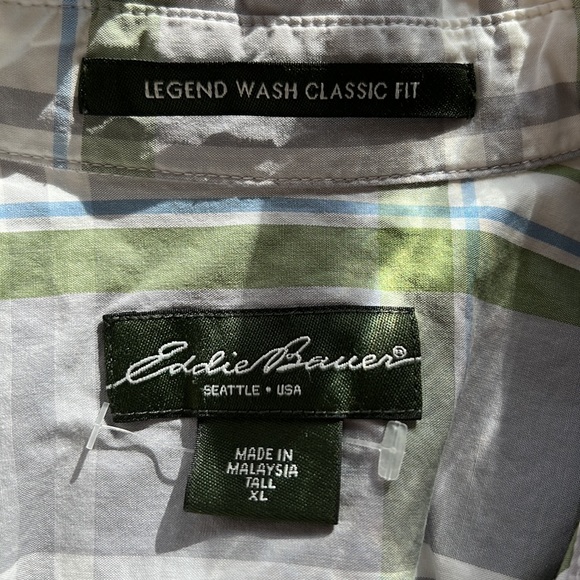 LEGEND WASH CLASSIC FIT
Eddie Bauer®
SEATTLE • USA
MADE IN
MALAYSIA
TALL
XL